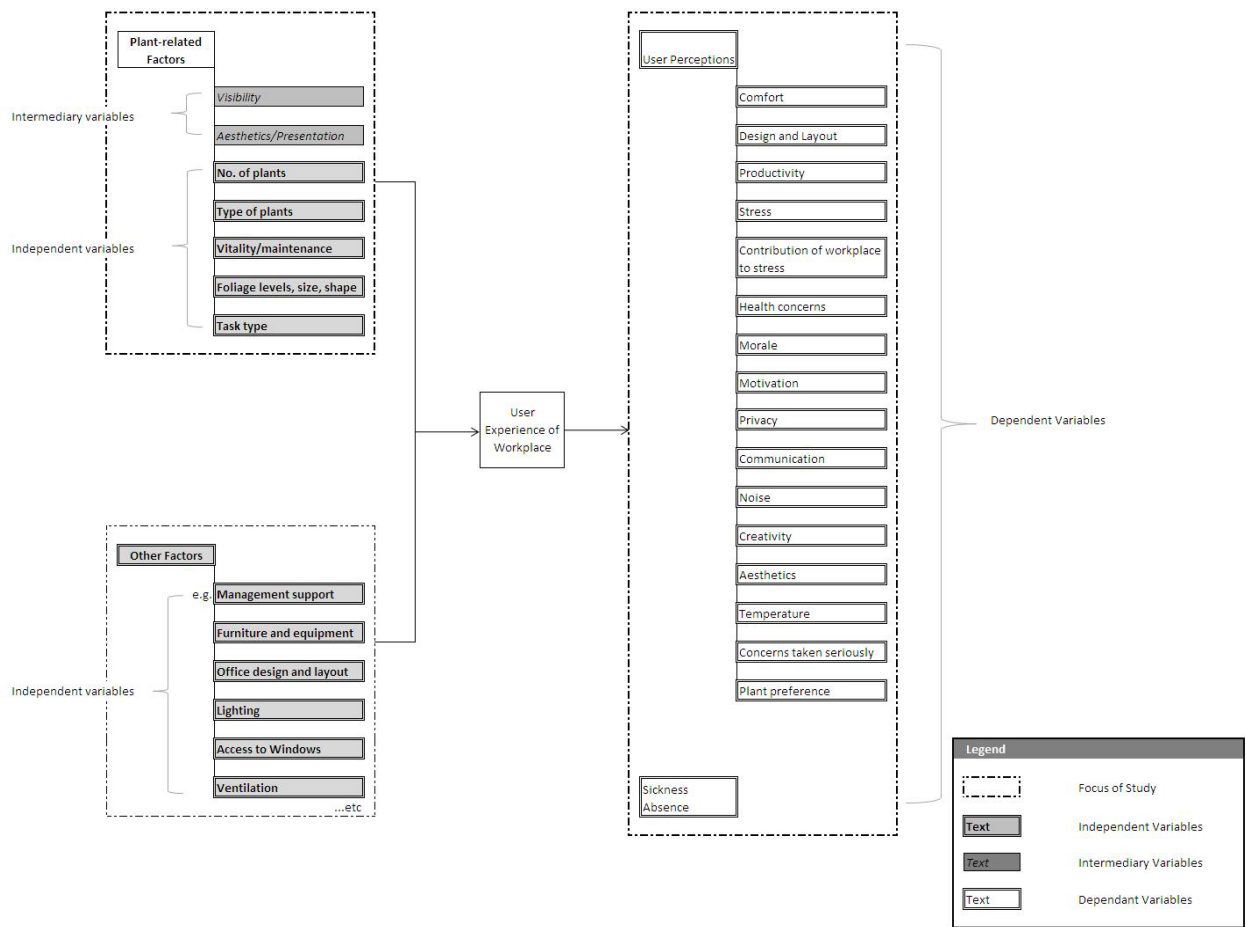 Plant-related
Factors
Intermediary variables
Visibility
Aesthetics/Presentation
Independent variables
No. of plants
Type of plants
Vitality/maintenance
Foliage levels, size, shape
Task type
Other Factors
Independent variables
e.g.
Management support
Furniture and equipment
Office design and layout
Lighting
Access to Windows
Ventilation
...etc
User
Experience of
Workplace
User Perceptions
Comfort
Design and Layout
Productivity
Stress
Contribution of workplace
to stress
Health concerns
Morale
Motivation
Privacy
Communication
Noise
Creativity
Aesthetics
Temperature
Concerns taken seriously
Plant preference
Sickness
Absence
Dependent Variables
Legend
Focus of Study
Text
Independent Variables
Text
Intermediary Variables
Text
Dependant Variables